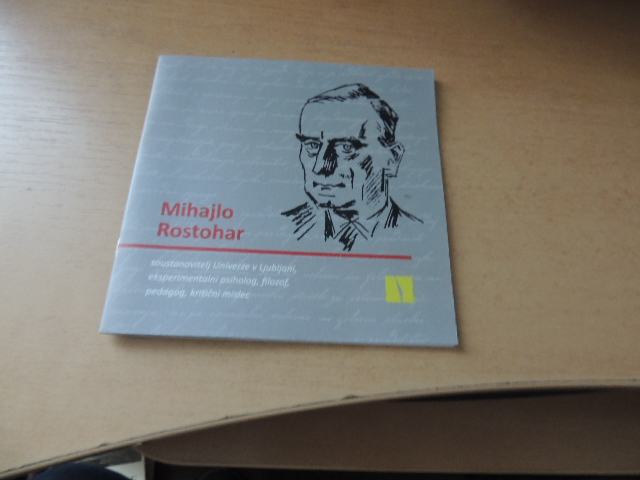 Mihajlo
Rostohar
soustanovitelj Univerze v Ljubljani,
eksperimentalni psiholog, filozof,
pedagog, kritični mislec